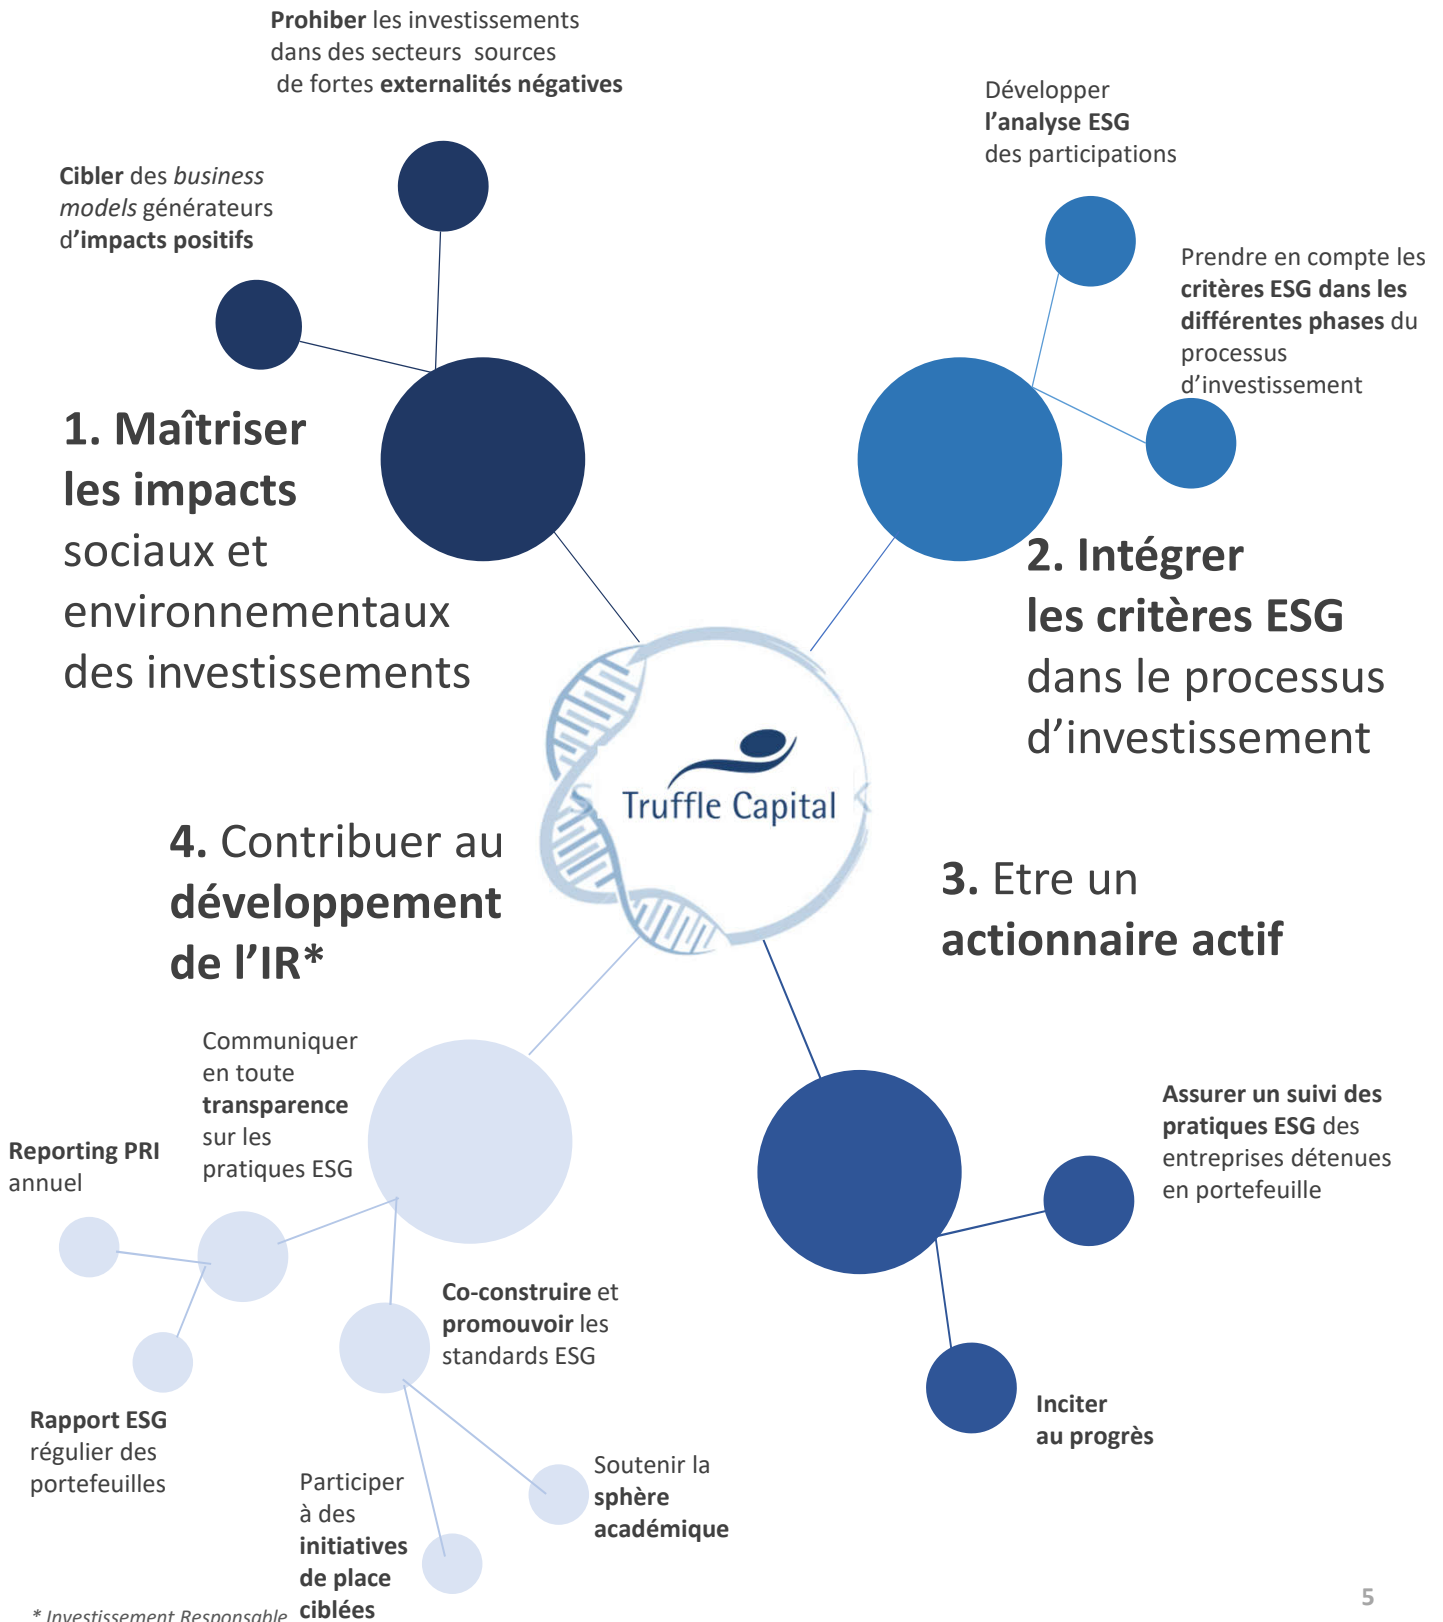 Prohiber les investissements
dans des secteurs sources
de fortes externalités négatives
Cibler des business
models générateurs
d’impacts positifs
1. Maîtriser
les impacts
sociaux et
environnementaux
des investissements
Développer
l’analyse ESG
des participations
Prendre en compte les
critères ESG dans les
différentes phases du
processus
d’investissement
2. Intégrer
les critères ESG
dans le processus
d’investissement
Truffle Capital
3. Etre un
actionnaire actif
Assurer un suivi des
pratiques ESG des
entreprises détenues
en portefeuille
Inciter
au progrès
4. Contribuer au
développement
de l’IR*
Communiquer
en toute
transparence
sur les
pratiques ESG
Reporting PRI
annuel
Rapport ESG
régulier des
portefeuilles
Co-construire et
promouvoir les
standards ESG
Participer
à des
initiatives
de place
ciblées
Soutenir la
sphère
académique
* Investissement Responsable
5